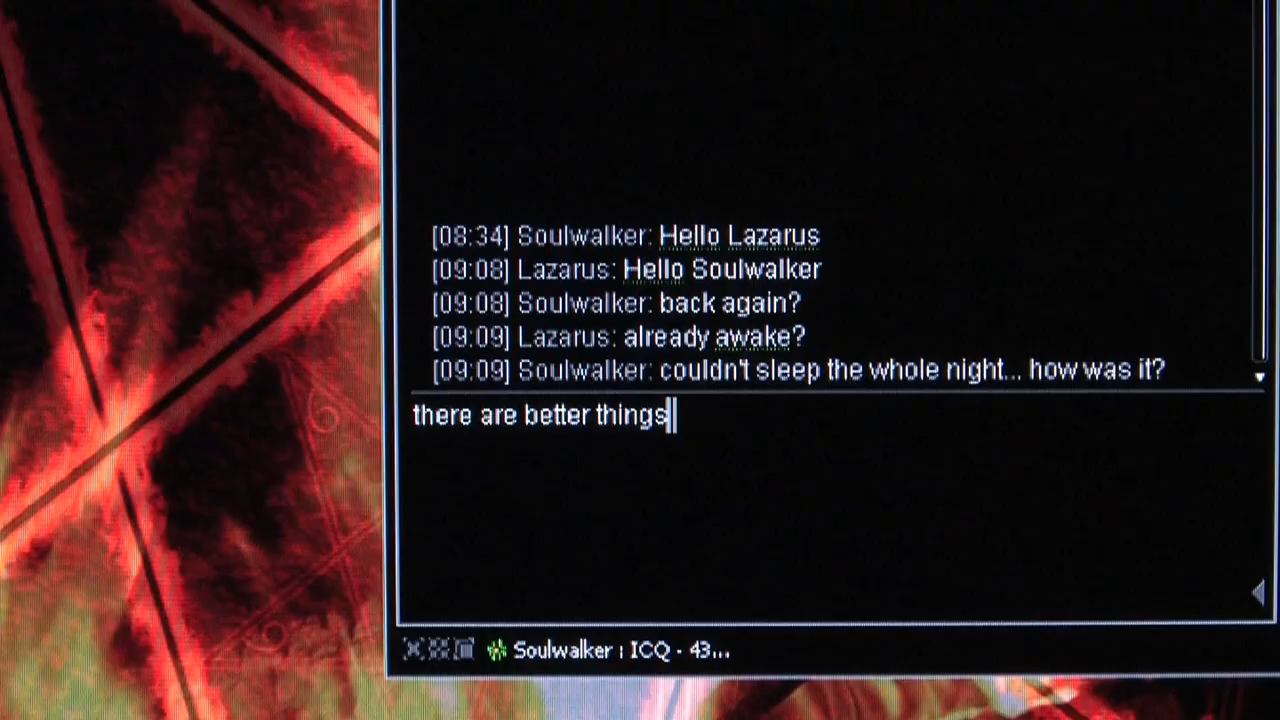 [08:34] Soulwalker: Hello Lazarus
[09:08] Lazarus: Hello Soulwalker
[09:08] Soulwalker: back again?
[09:09] Lazarus: already awake?
[09:09] Soulwalker: couldn't sleep the whole night... how was it?
there are better things
Soulwalker : ICQ - 43...